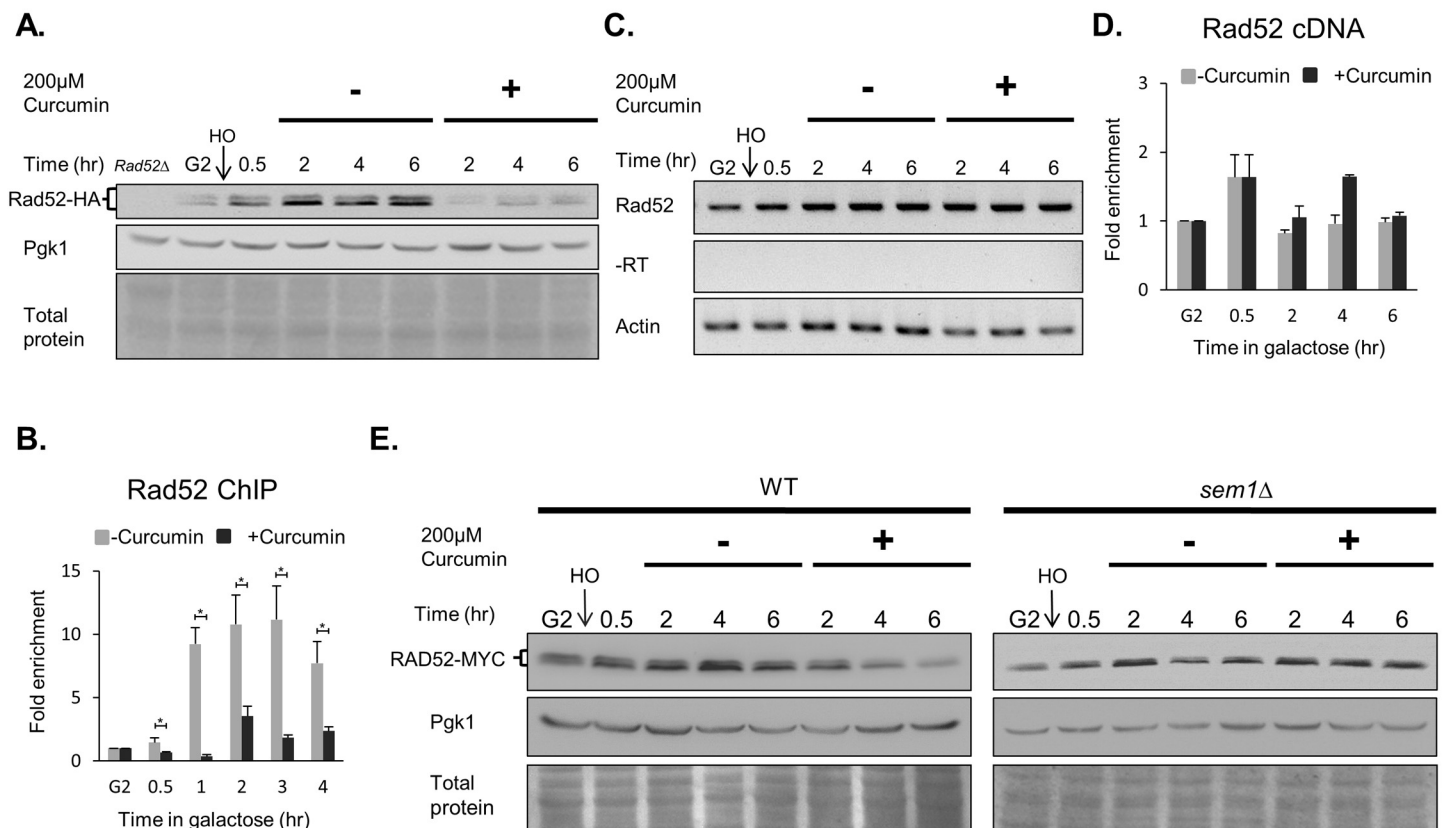 A.
200µM
Curcumin
- +
HO
Time (hr) Rad52Δ G2 0.5 2 4 6 2 4 6
Rad52-HA
Pgk1
Total
protein
C.
200µM
Curcumin
- +
HO
Time (hr) G2 0.5 2 4 6 2 4 6
Rad52
-RT
Actin
D.
Rad52 cDNA
-Curcumin +Curcumin
Fold enrichment
3
2
1
0
G2 0.5 2 4 6
Time in galactose (hr)
B.
Rad52 ChIP
-Curcumin +Curcumin
Fold enrichment
15
10
5
0
* * * * *
G2 0.5 1 2 3 4
Time in galactose (hr)
E.
WT sem1Δ
200µM
Curcumin
- + - +
HO HO
Time (hr) G2 0.5 2 4 6 2 4 6 G2 0.5 2 4 6 2 4 6
RAD52-MYC
Pgk1
Total
protein